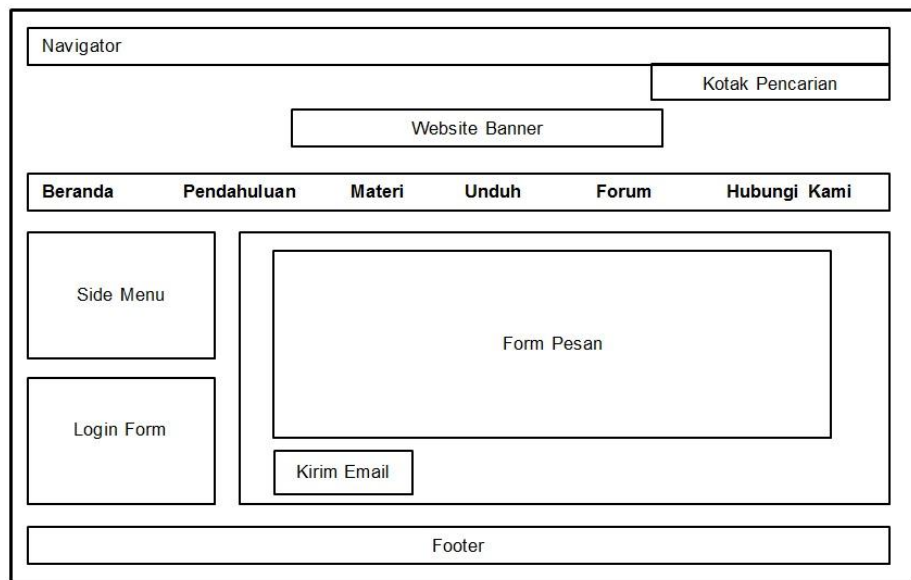 Navigator
Kotak Pencarian
Website Banner
Beranda Pendahuluan Materi Unduh Forum Hubungi Kami
Side Menu
Form Pesan
Login Form
Kirim Email
Footer